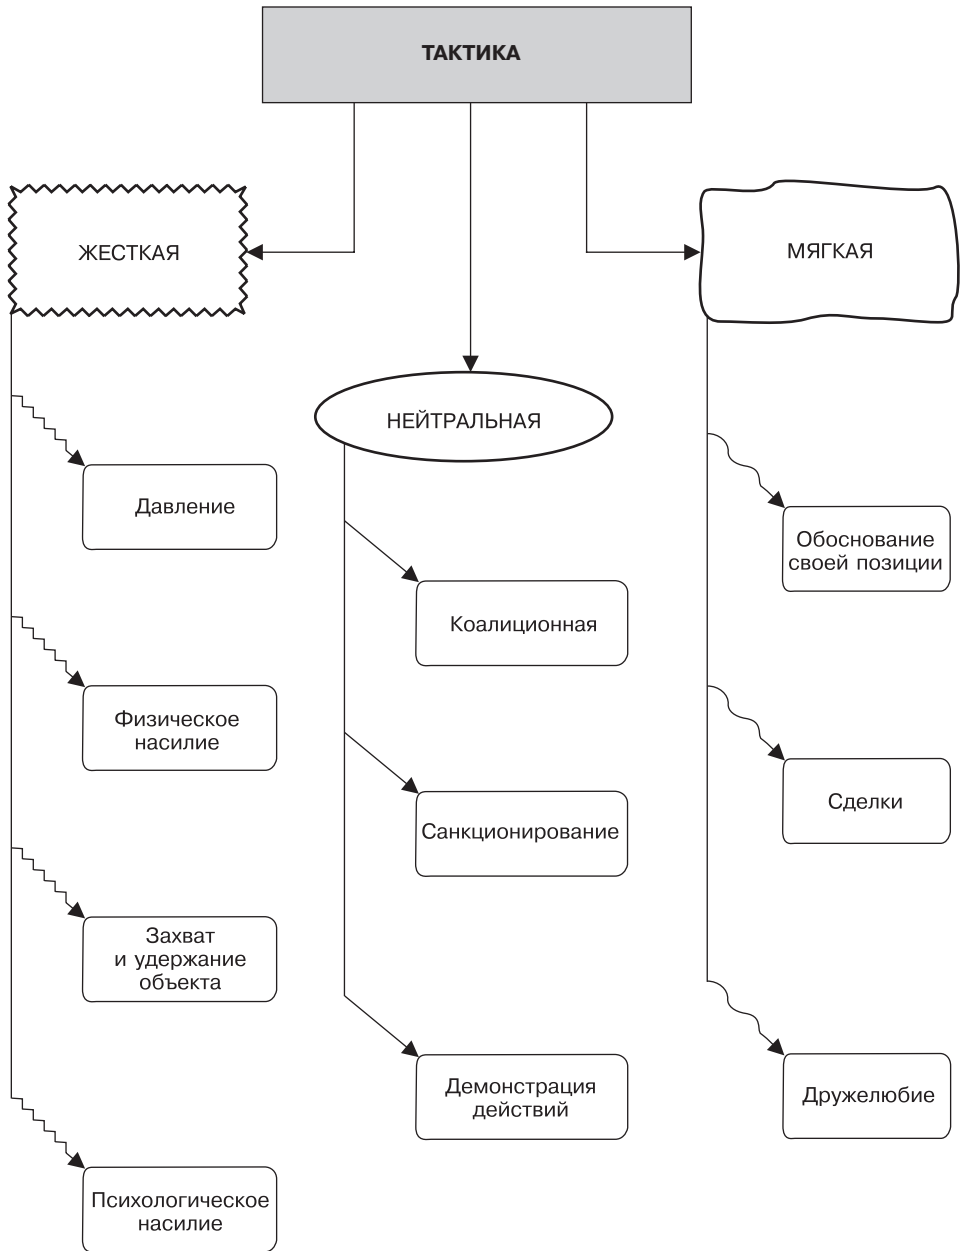 ТАКТИКА
ЖЕСТКАЯ
МЯГКАЯ
НЕЙТРАЛЬНАЯ
Давление
Физическое
насилие
Захват
и удержание
объекта
Психологическое
насилие
Коалиционная
Санкционирование
Демонстрация
действий
Обоснование
своей позиции
Сделки
Дружелюбие